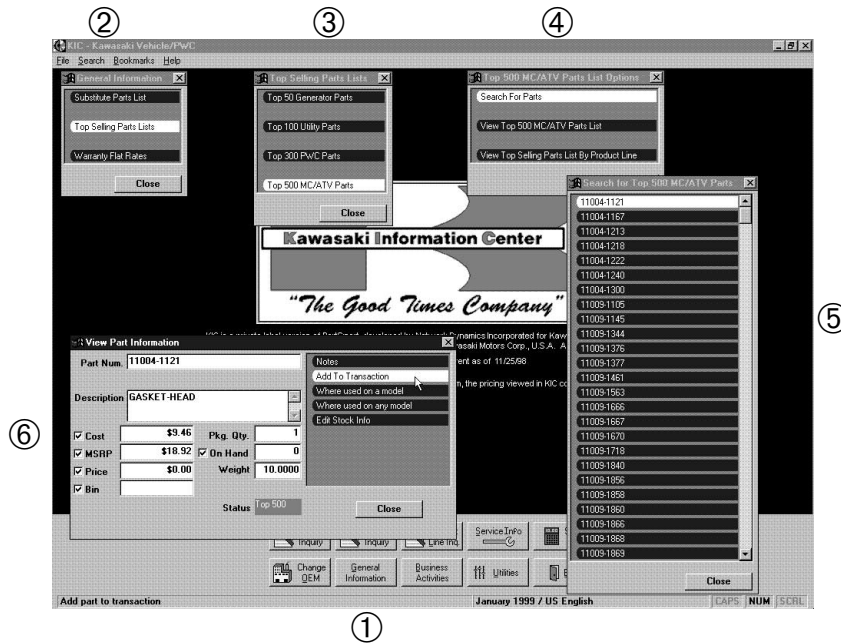 ② ③ ④
KIC - Kawasaki Vehicle/PWC
File Search Bookmarks Help
General Information
Substitute Parts List
Top Selling Parts Lists
Warranty Flat Rates
Close
Top Selling Parts Lists
Top 50 Generator Parts
Top 100 Utility Parts
Top 300 PWC Parts
Top 500 MC/ATV Parts
Close
Top 500 MC/ATV Parts List Options
Search For Parts
View Top 500 MC/ATV Parts List
View Top Selling Parts List By Product Line
Search for Top 500 MC/ATV Parts
11004-1121
11004-1167
11004-1213
11004-1218
11004-1222
11004-1240
11004-1300
11009-1105
11009-1145
11009-1344
11009-1376
11009-1377
11009-1461
11009-1563
11009-1666
11009-1667
11009-1670
11009-1718
11009-1840
11009-1856
11009-1858
11009-1860
11009-1866
11009-1868
11009-1869
Close
⑤
Kawasaki Information Center
"The Good Times Company"
rent as of 11/25/98
m, the pricing viewed in KIC
⑥
View Part Information
Part Num. 11004-1121
Description GASKET-HEAD
Cost $9.46 Pkg. Qty. 1
MSRP $18.92 On Hand 0
Price $0.00 Weight 10.0000
Bin
Status Top 500
Notes
Add To Transaction
Where used on a model
Where used on any model
Edit Stock Info
Close
Inquiry Inquiry Line Inq. Service Info
Change OEM
General Information
Business Activities
Utilities
Add part to transaction January 1999 / US English CAPS NUM SCRL
①